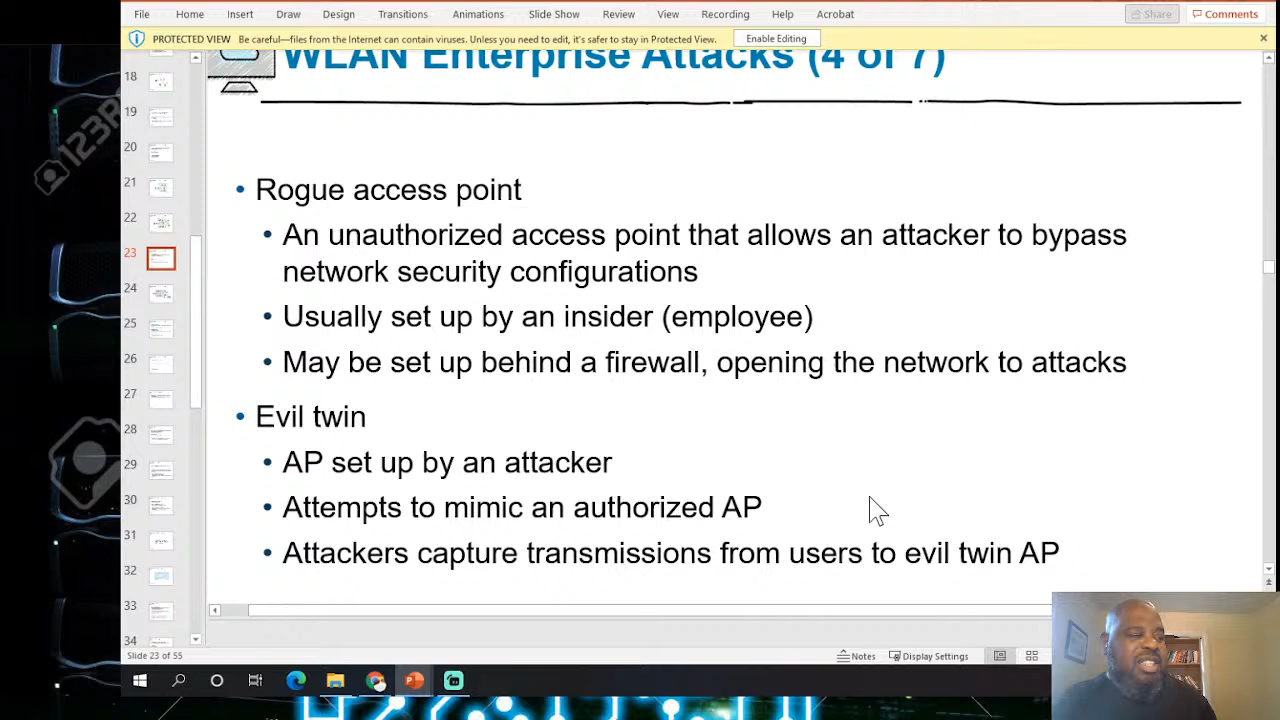 File Home Insert Draw Design Transitions Animations Slide Show Review View Recording Help Acrobat Share Comments
PROTECTED VIEW Be careful—files from the Internet can contain viruses. Unless you need to edit, it's safer to stay in Protected View. Enable Editing
WLAN Enterprise Attacks (4 of 7)
18
19
20
21
22
23
24
25
26
27
28
29
30
31
32
33
34
• Rogue access point
• An unauthorized access point that allows an attacker to bypass
network security configurations
• Usually set up by an insider (employee)
• May be set up behind a firewall, opening the network to attacks
• Evil twin
• AP set up by an attacker
• Attempts to mimic an authorized AP
• Attackers capture transmissions from users to evil twin AP
Slide 23 of 55 Notes Display Settings